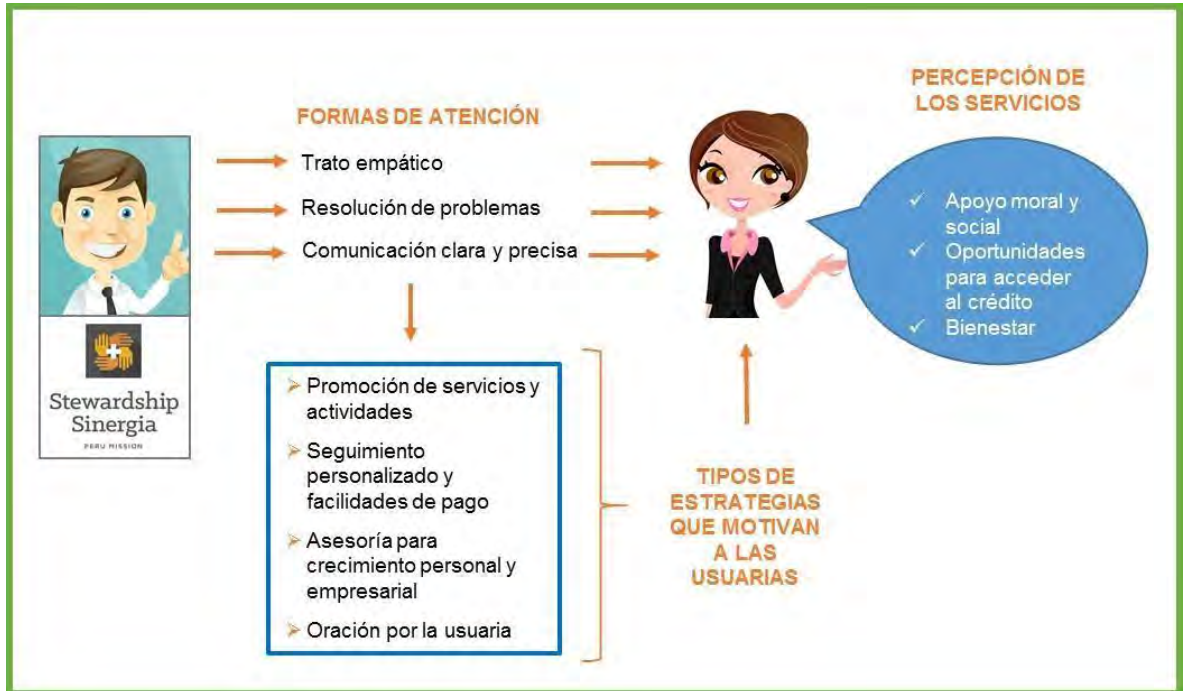 FORMAS DE ATENCIÓN
Trato empático
Resolución de problemas
Comunicación clara y precisa
PERCEPCIÓN DE
LOS SERVICIOS
Apoyo moral y
social
Oportunidades
para acceder
al crédito
Bienestar
Stewardship
Sinergia
PERU MISSION
Promoción de servicios y
actividades
Seguimiento
personalizado y
facilidades de pago
Asesoría para
crecimiento personal y
empresarial
Oración por la usuaria
TIPOS DE
ESTRATEGIAS
QUE MOTIVAN
A LAS
USUARIAS